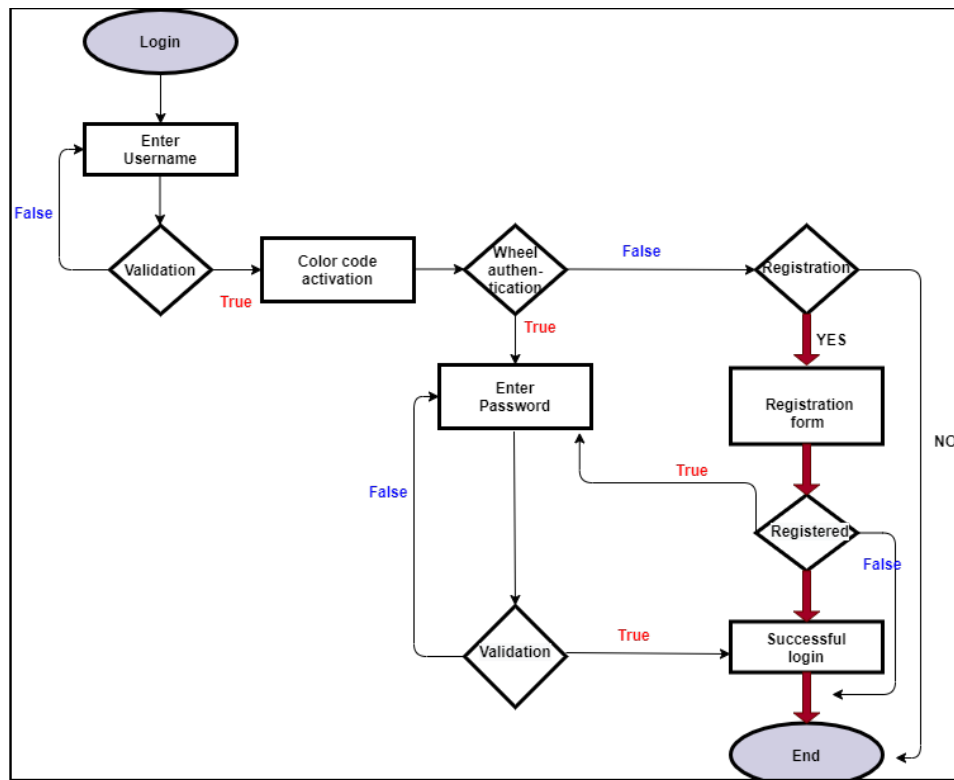 Login
Enter
Username
False
Validation
True
Color code
activation
Wheel
authen-
tication
False
Registration
True
YES
Enter
Password
Registration
form
NO
True
False
Registered
False
Validation
True
Successful
login
End